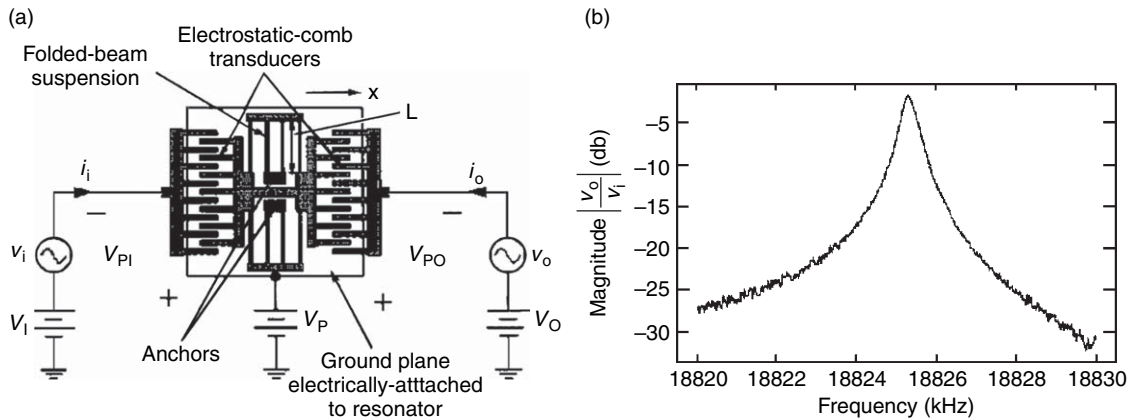 (a)
Electrostatic-comb
transducers
Folded-beam
suspension
x
L
i_i
i_o
–
–
v_i
V_PI
V_PO
v_o
+
+
V_I
V_P
V_O
Anchors
Ground plane
electrically-atttached
to resonator
(b)
Magnitude |v_o/v_i| (db)
–5
–10
–15
–20
–25
–30
18820 18822 18824 18826 18828 18830
Frequency (kHz)